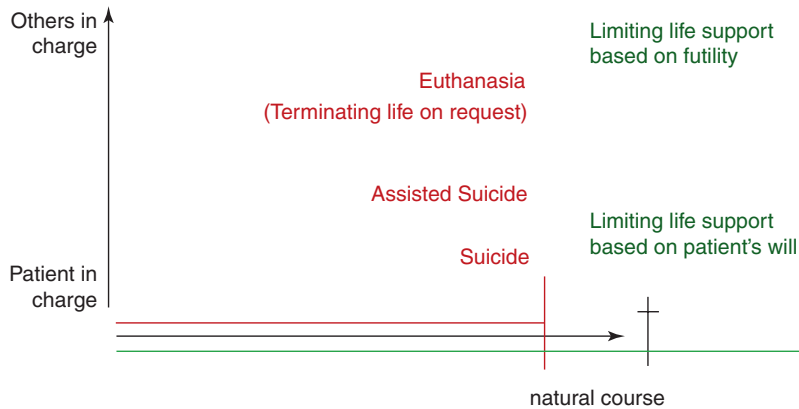 Others in
charge
Limiting life support
based on futility
Euthanasia
(Terminating life on request)
Assisted Suicide
Limiting life support
based on patient's will
Suicide
Patient in
charge
natural course